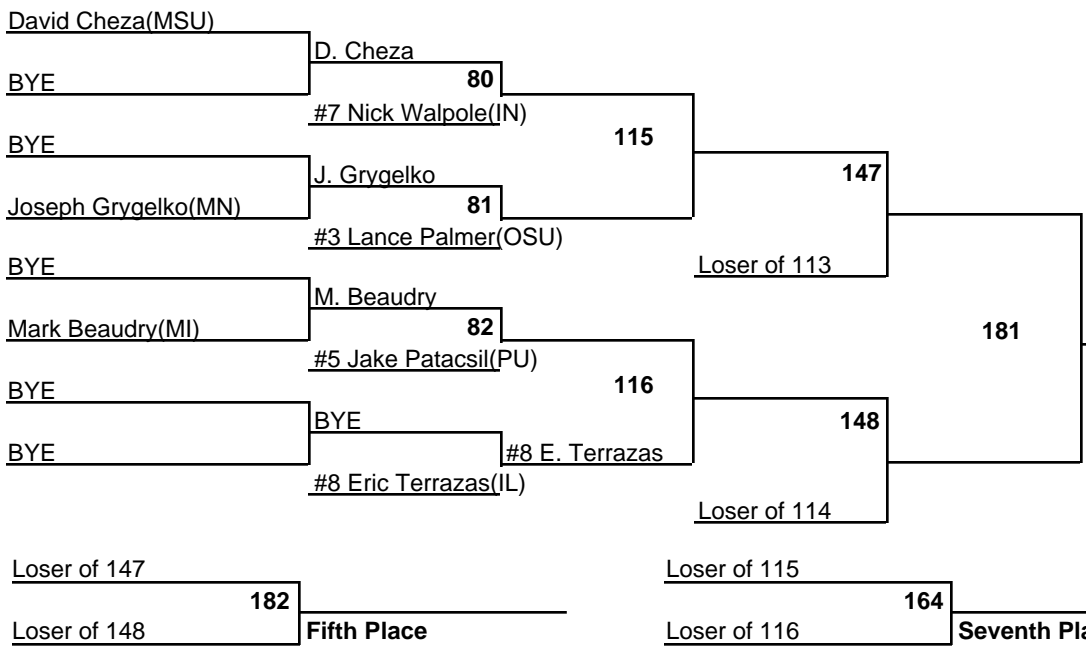 David Cheza(MSU)
D. Cheza
BYE
80
#7 Nick Walpole(IN)
115
BYE
J. Grygelko
147
Joseph Grygelko(MN)
81
#3 Lance Palmer(OSU)
BYE
Loser of 113
M. Beaudry
Mark Beaudry(MI)
82
181
#5 Jake Patacsil(PU)
BYE
116
BYE
148
BYE
#8 E. Terrazas
#8 Eric Terrazas(IL)
Loser of 114
Loser of 147
Loser of 115
182
164
Loser of 148
Fifth Place
Loser of 116
Seventh Pla